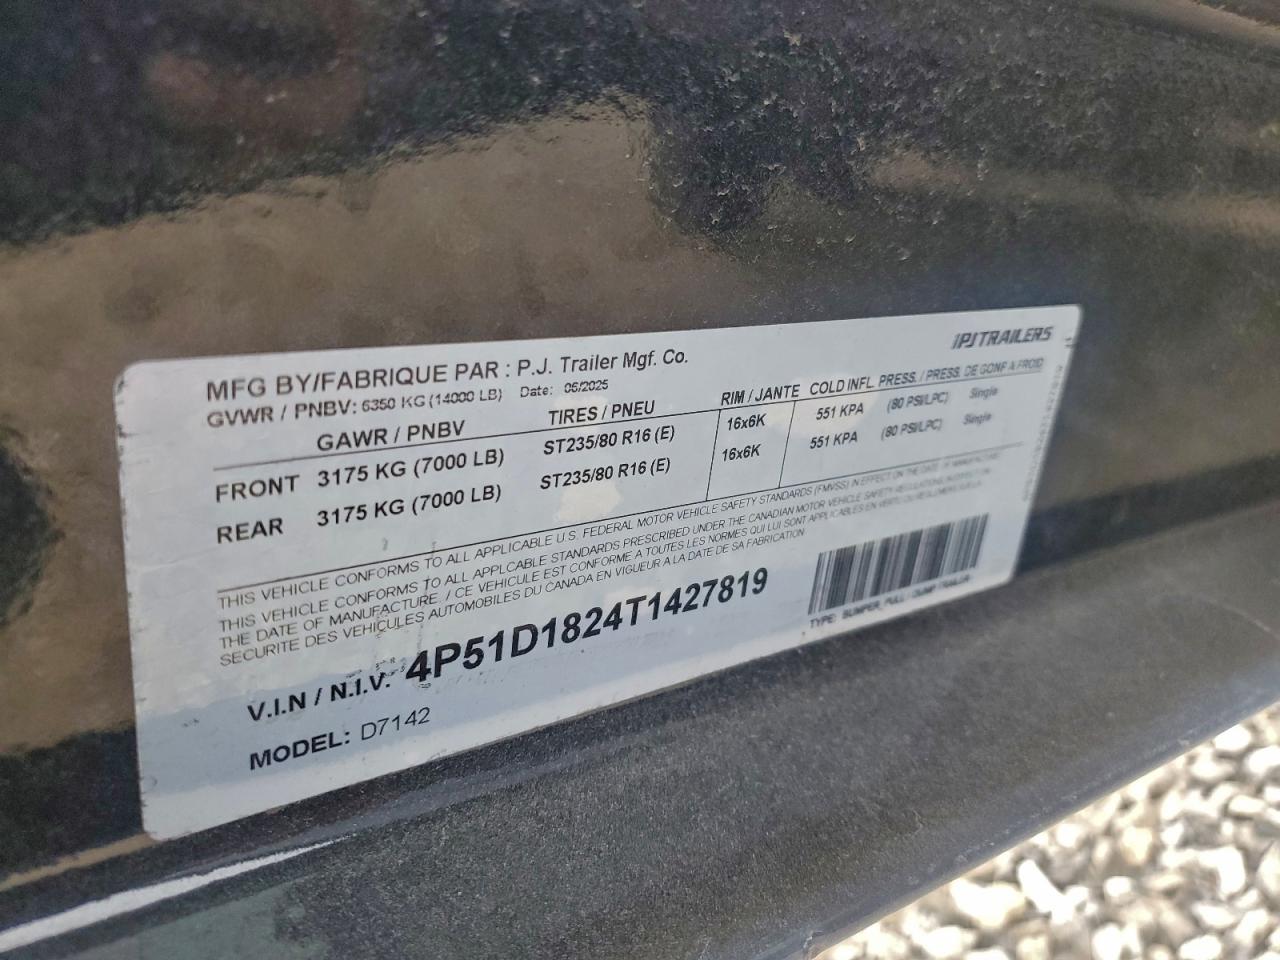 PJTRAILERS
MFG BY/FABRIQUE PAR : P.J. Trailer Mgf. Co.
GVWR / PNBV: 6350 KG (14000 LB) Date: 06/2025
GAWR / PNBV TIRES / PNEU RIM / JANTE COLD INFL. PRESS. / PRESS. DE GONF A FROID
FRONT 3175 KG (7000 LB) ST235/80 R16 (E) 16x6K 551 KPA (80 PSI/LPC) Single
REAR 3175 KG (7000 LB) ST235/80 R16 (E) 16x6K 551 KPA (80 PSI/LPC) Single
THIS VEHICLE CONFORMS TO ALL APPLICABLE U.S. FEDERAL MOTOR VEHICLE SAFETY STANDARDS (FMVSS) IN EFFECT ON THE DATE OF MANUFACTURE
THIS VEHICLE CONFORMS TO ALL APPLCABLE STANDARDS PRESCRIBED UNDER THE CANADIAN MOTOR VEHICLE SAFETY REGULATIONS IN EFFECT ON
THE DATE OF MANUFACTURE. / CE VEHICULE EST CONFORME A TOUTES LES NORMES QUI LUI SONT APPLICABLES EN VERTU DU REGLEMENT SUR LA
SECURITE DES VEHICULES AUTOMOBILES DU CANADA EN VIGUEUR A LA DATE DE SA FABRICATION
V.I.N / N.I.V: 4P51D1824T1427819
TYPE: BUMPER PULL / DUMP TRAILER
MODEL: D7142